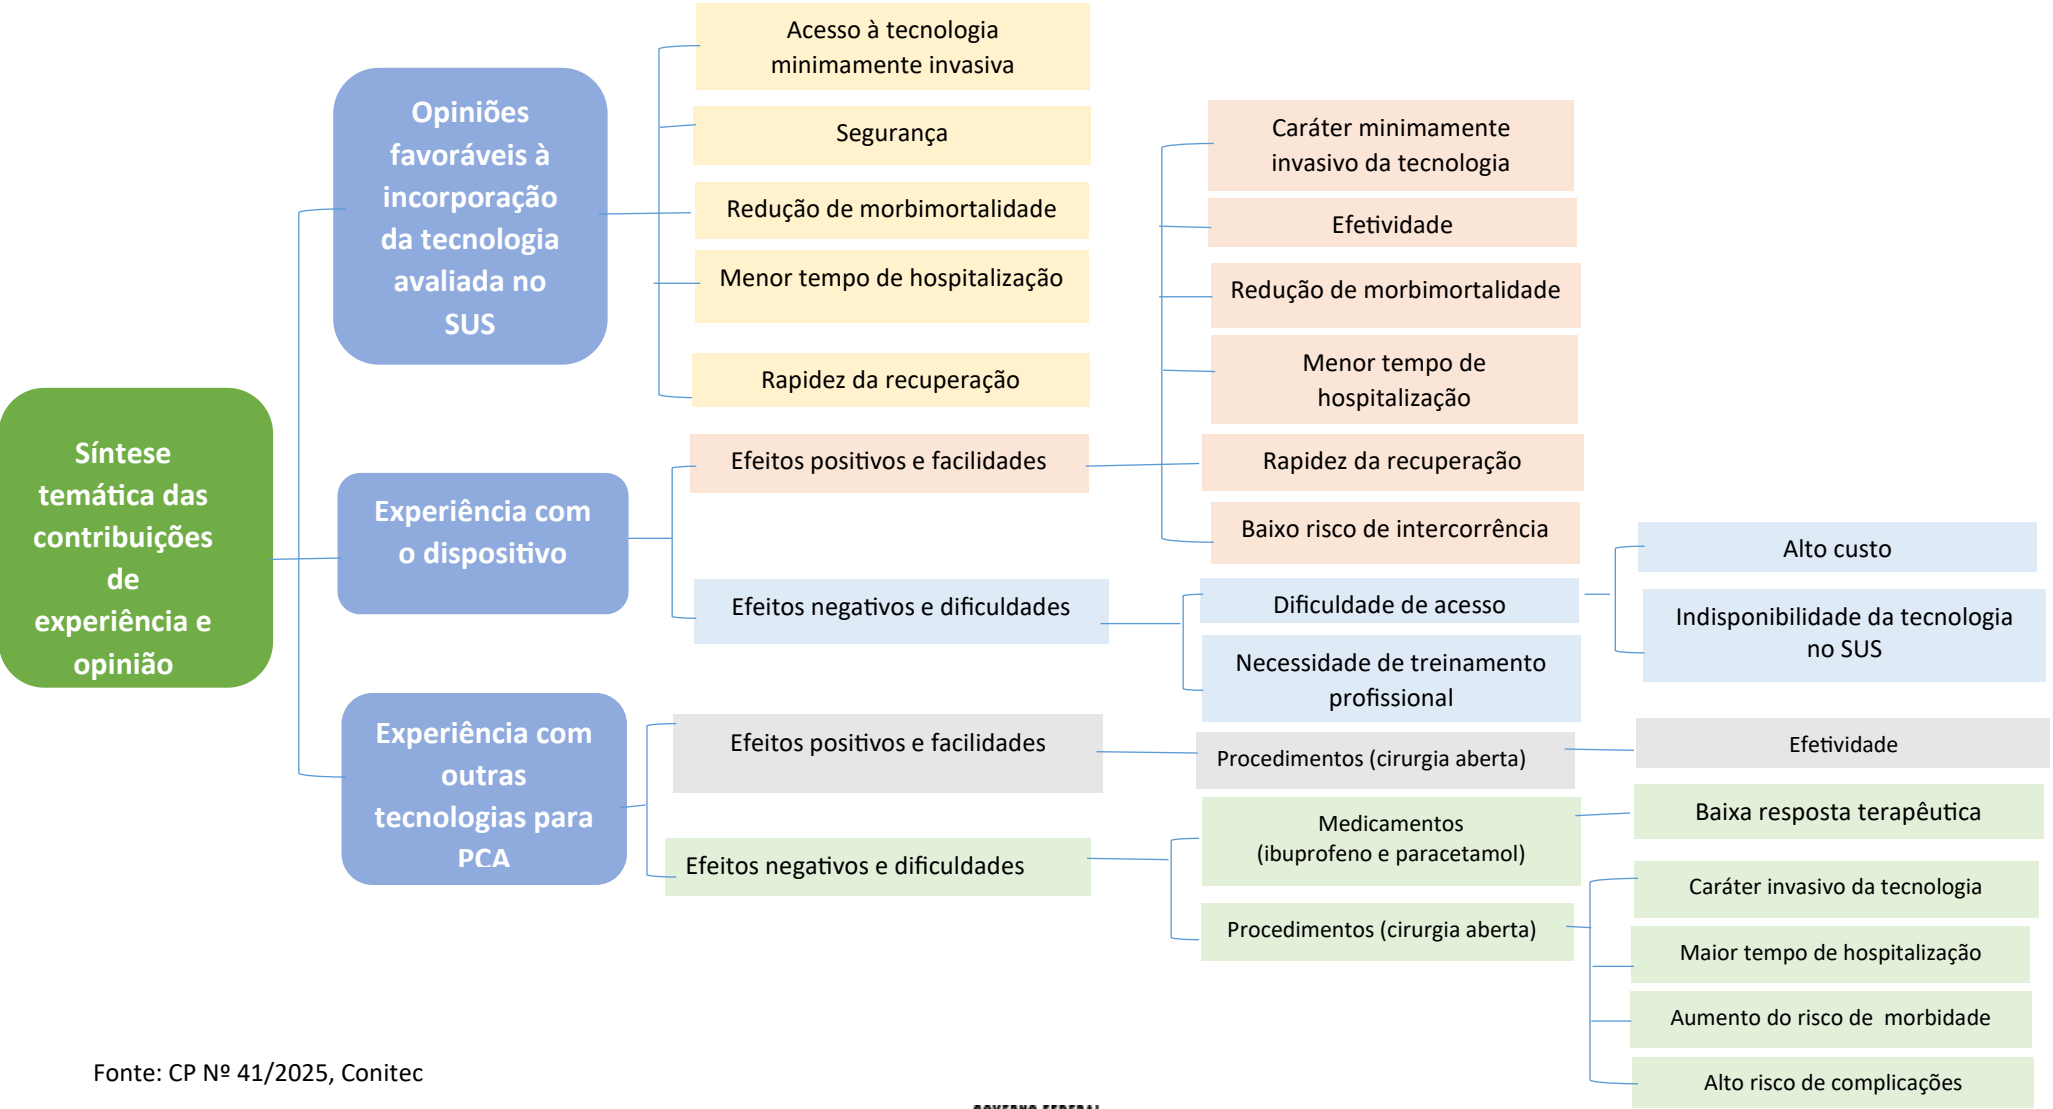 Síntese
temática das
contribuições
de
experiência e
opinião
Opiniões
favoráveis à
incorporação
da tecnologia
avaliada no
SUS
Acesso à tecnologia
minimamente invasiva
Segurança
Redução de morbimortalidade
Menor tempo de hospitalização
Rapidez da recuperação
Experiência com
o dispositivo
Efeitos positivos e facilidades
Caráter minimamente
invasivo da tecnologia
Efetividade
Redução de morbimortalidade
Menor tempo de
hospitalização
Rapidez da recuperação
Baixo risco de intercorrência
Efeitos negativos e dificuldades
Dificuldade de acesso
Alto custo
Indisponibilidade da tecnologia
no SUS
Necessidade de treinamento
profissional
Experiência com
outras
tecnologias para
PCA
Efeitos positivos e facilidades
Procedimentos (cirurgia aberta)
Efetividade
Efeitos negativos e dificuldades
Medicamentos
(ibuprofeno e paracetamol)
Baixa resposta terapêutica
Procedimentos (cirurgia aberta)
Caráter invasivo da tecnologia
Maior tempo de hospitalização
Aumento do risco de morbidade
Alto risco de complicações
Fonte: CP Nº 41/2025, Conitec
GOVERNO FEDERAL